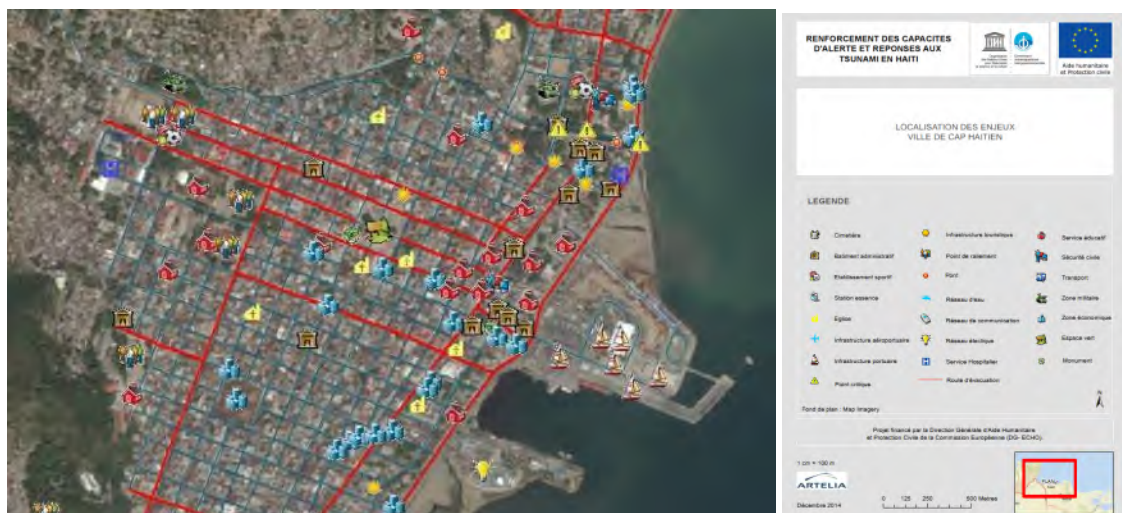 RENFORCEMENT DES CAPACITES
D'ALERTE ET REPONSES AUX
TSUNAMI EN HAITI
Aide humanitaire
et Protection civile
LOCALISATION DES ENJEUX
VILLE DE CAP HAITIEN
LEGENDE
Cimetière
Infrastructure touristique
Service éducatif
Batiment administratif
Point de ralliement
Sécurité civile
Etablissement sportif
Pont
Transport
Station essence
Réseau d'eau
Zone militaire
Eglise
Réseau de communication
Zone économique
Infrastructure aéroportuaire
Réseau électique
Espace vert
Infrastructure portuaire
Service Hospitalier
Monument
Point critique
Route d'évacuation
Fond de plan : Map Imagery
N
Projet financé par la Direction Générale d'Aide Humanitaire
et Protection Civile de la Commission Européenne (DG- ECHO)
1 cm = 100 m
ARTELIA
Décembre 2014
0 125 250 500 Metres